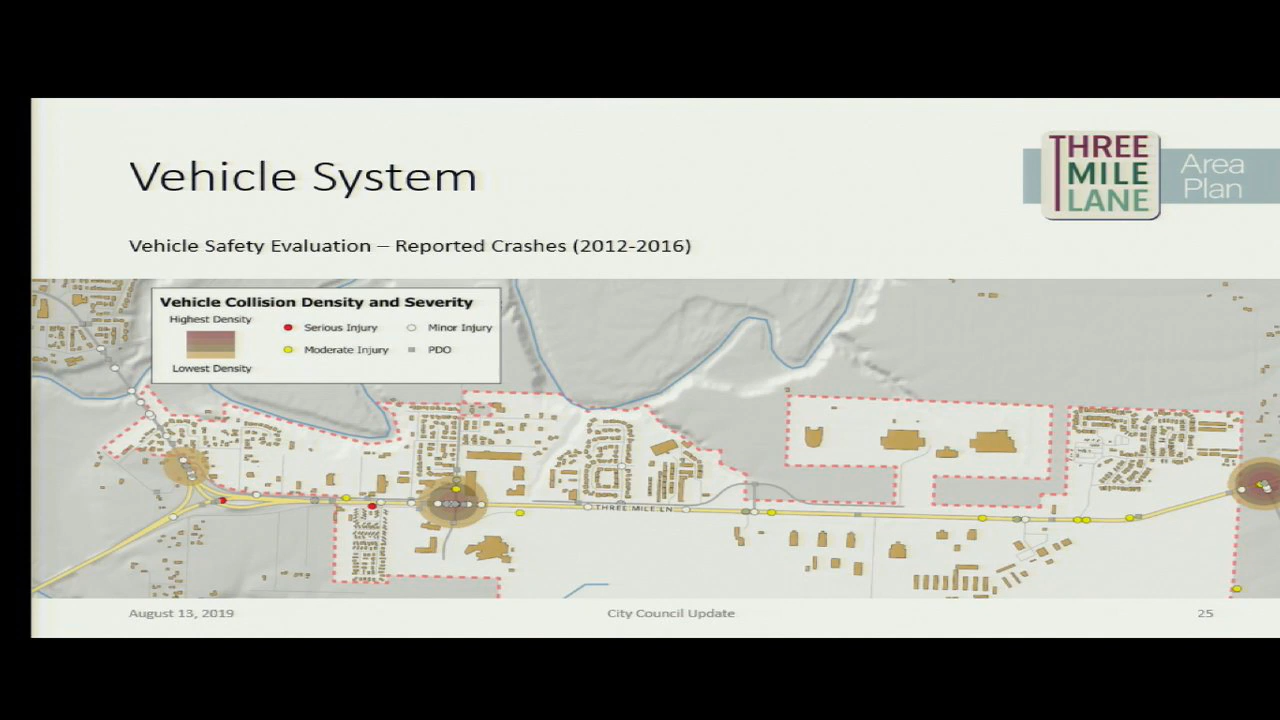 Vehicle System
THREE
MILE
LANE
Area
Plan
Vehicle Safety Evaluation – Reported Crashes (2012-2016)
Vehicle Collision Density and Severity
Highest Density
Lowest Density
Serious Injury
Minor Injury
Moderate Injury
PDO
THREE MILE LN
August 13, 2019
City Council Update
25